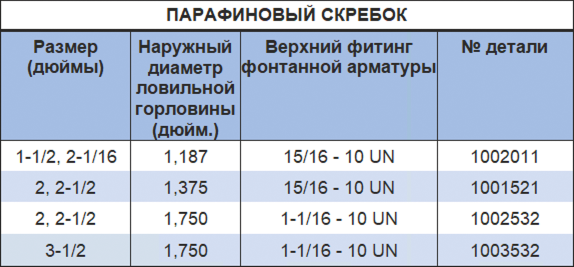 ПАРАФИНОВЫЙ СКРЕБОК
Размер (дюймы) Наружный диаметр ловильной горловины (дюйм.) Верхний фитинг фонтанной арматуры № детали
1-1/2, 2-1/16 1,187 15/16 - 10 UN 1002011
2, 2-1/2 1,375 15/16 - 10 UN 1001521
2, 2-1/2 1,750 1-1/16 - 10 UN 1002532
3-1/2 1,750 1-1/16 - 10 UN 1003532